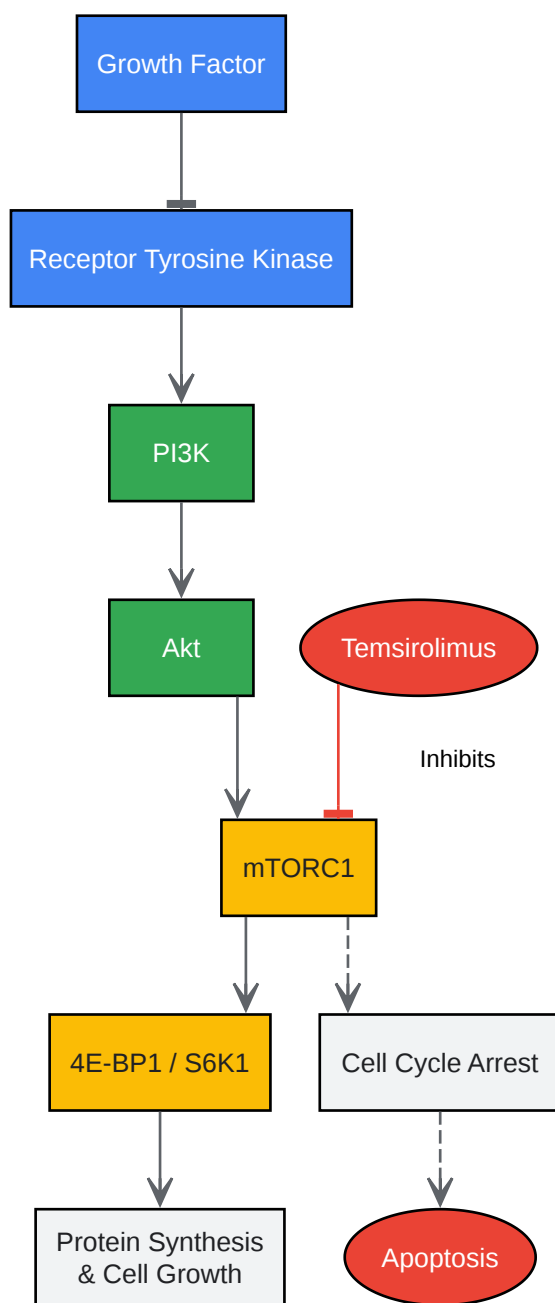 Growth Factor
Receptor Tyrosine Kinase
PI3K
Akt
Temsirolimus
Inhibits
mTORC1
4E-BP1 / S6K1
Cell Cycle Arrest
Protein Synthesis
& Cell Growth
Apoptosis